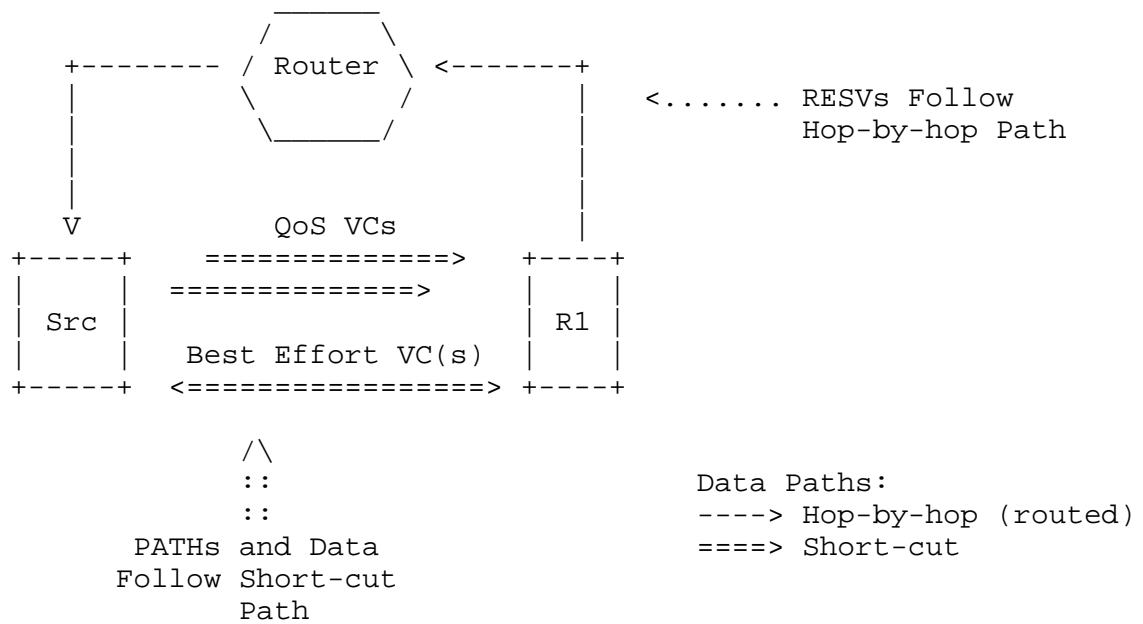 Router
<....... RESVs Follow
Hop-by-hop Path
V
QoS VCs
==============>
==============>
Src
R1
Best Effort VC(s)
<=================>
/\
::
::
PATHs and Data
Follow Short-cut
Path
Data Paths:
----> Hop-by-hop (routed)
====> Short-cut